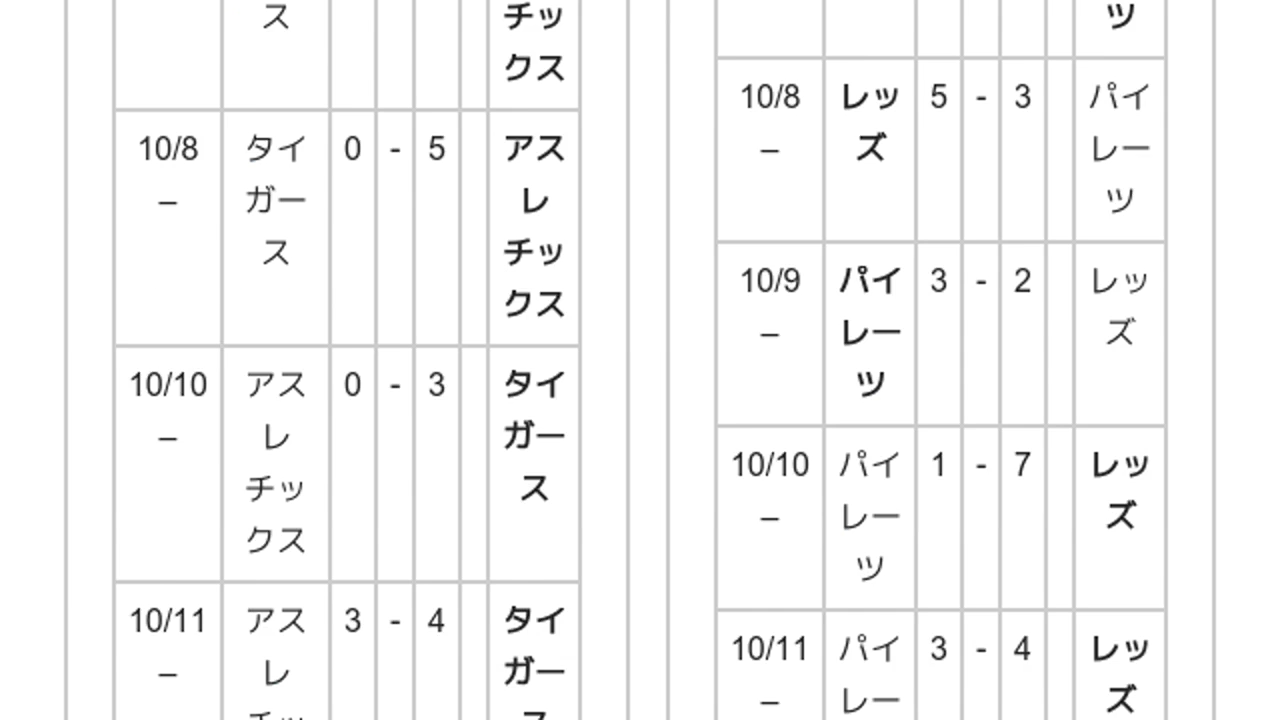 ス チッ
クス
10/8 タイ 0 - 5 アス
– ガー レ
ス チッ
クス
10/10 アス 0 - 3 タイ
– レ ガー
チッ ス
クス
10/11 アス 3 - 4 タイ
– レ ガー
ツ
10/8 レッ 5 - 3 パイ
– ズ レー
ツ
10/9 パイ 3 - 2 レッ
– レー ズ
ツ
10/10 パイ 1 - 7 レッ
– レー ズ
ツ
10/11 パイ 3 - 4 レッ
– レー ズ